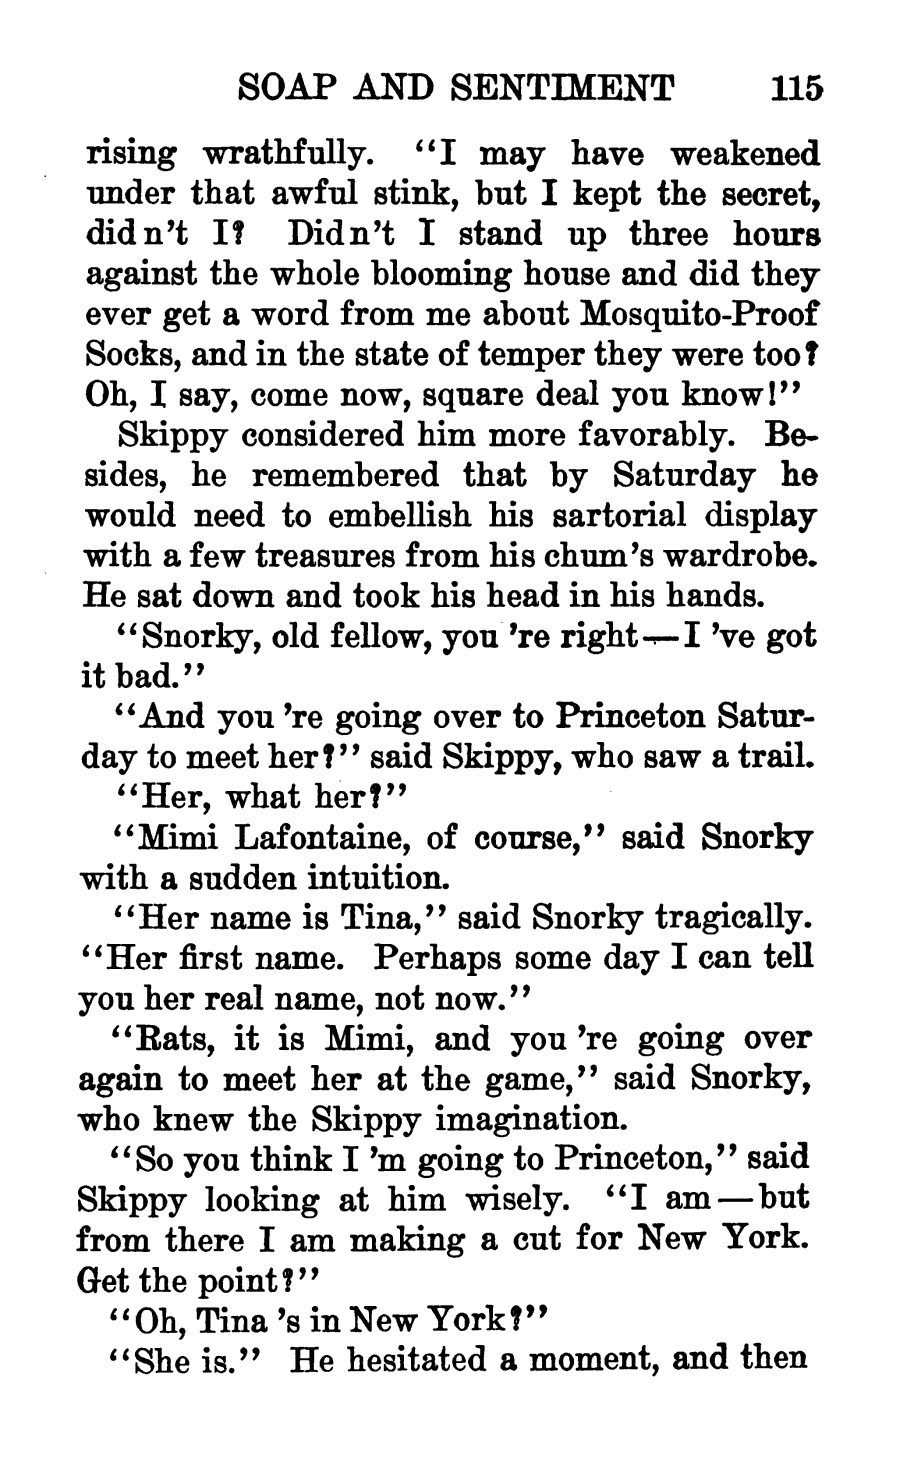 SOAP AND SENTIMENT 115
rising wrathfully. "I may have weakened
under that awful stink, but I kept the secret,
did n't I? Did n't I stand up three hours
against the whole blooming house and did they
ever get a word from me about Mosquito-Proof
Socks, and in the state of temper they were too?
Oh, I say, come now, square deal you know!"
Skippy considered him more favorably. Be-
sides, he remembered that by Saturday he
would need to embellish his sartorial display
with a few treasures from his chum's wardrobe.
He sat down and took his head in his hands.
"Snorky, old fellow, you 're right—I 've got
it bad."
"And you 're going over to Princeton Satur-
day to meet her?" said Skippy, who saw a trail.
"Her, what her?"
"Mimi Lafontaine, of course," said Snorky
with a sudden intuition.
"Her name is Tina," said Snorky tragically.
"Her first name. Perhaps some day I can tell
you her real name, not now."
"Rats, it is Mimi, and you 're going over
again to meet her at the game," said Snorky,
who knew the Skippy imagination.
"So you think I 'm going to Princeton," said
Skippy looking at him wisely. "I am—but
from there I am making a cut for New York.
Get the point?"
"Oh, Tina 's in New York?"
"She is." He hesitated a moment, and then